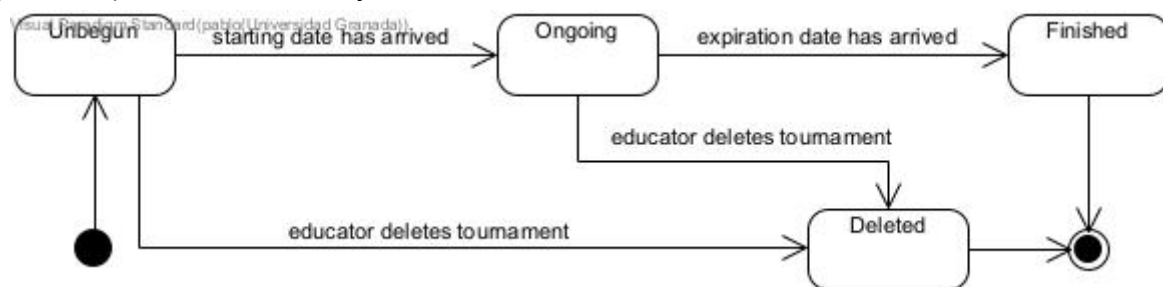 Visual Paradigm Standard(pablo(Universidad Granada))
Unbegun
starting date has arrived
Ongoing
expiration date has arrived
Finished
educator deletes tournament
educator deletes tournament
Deleted